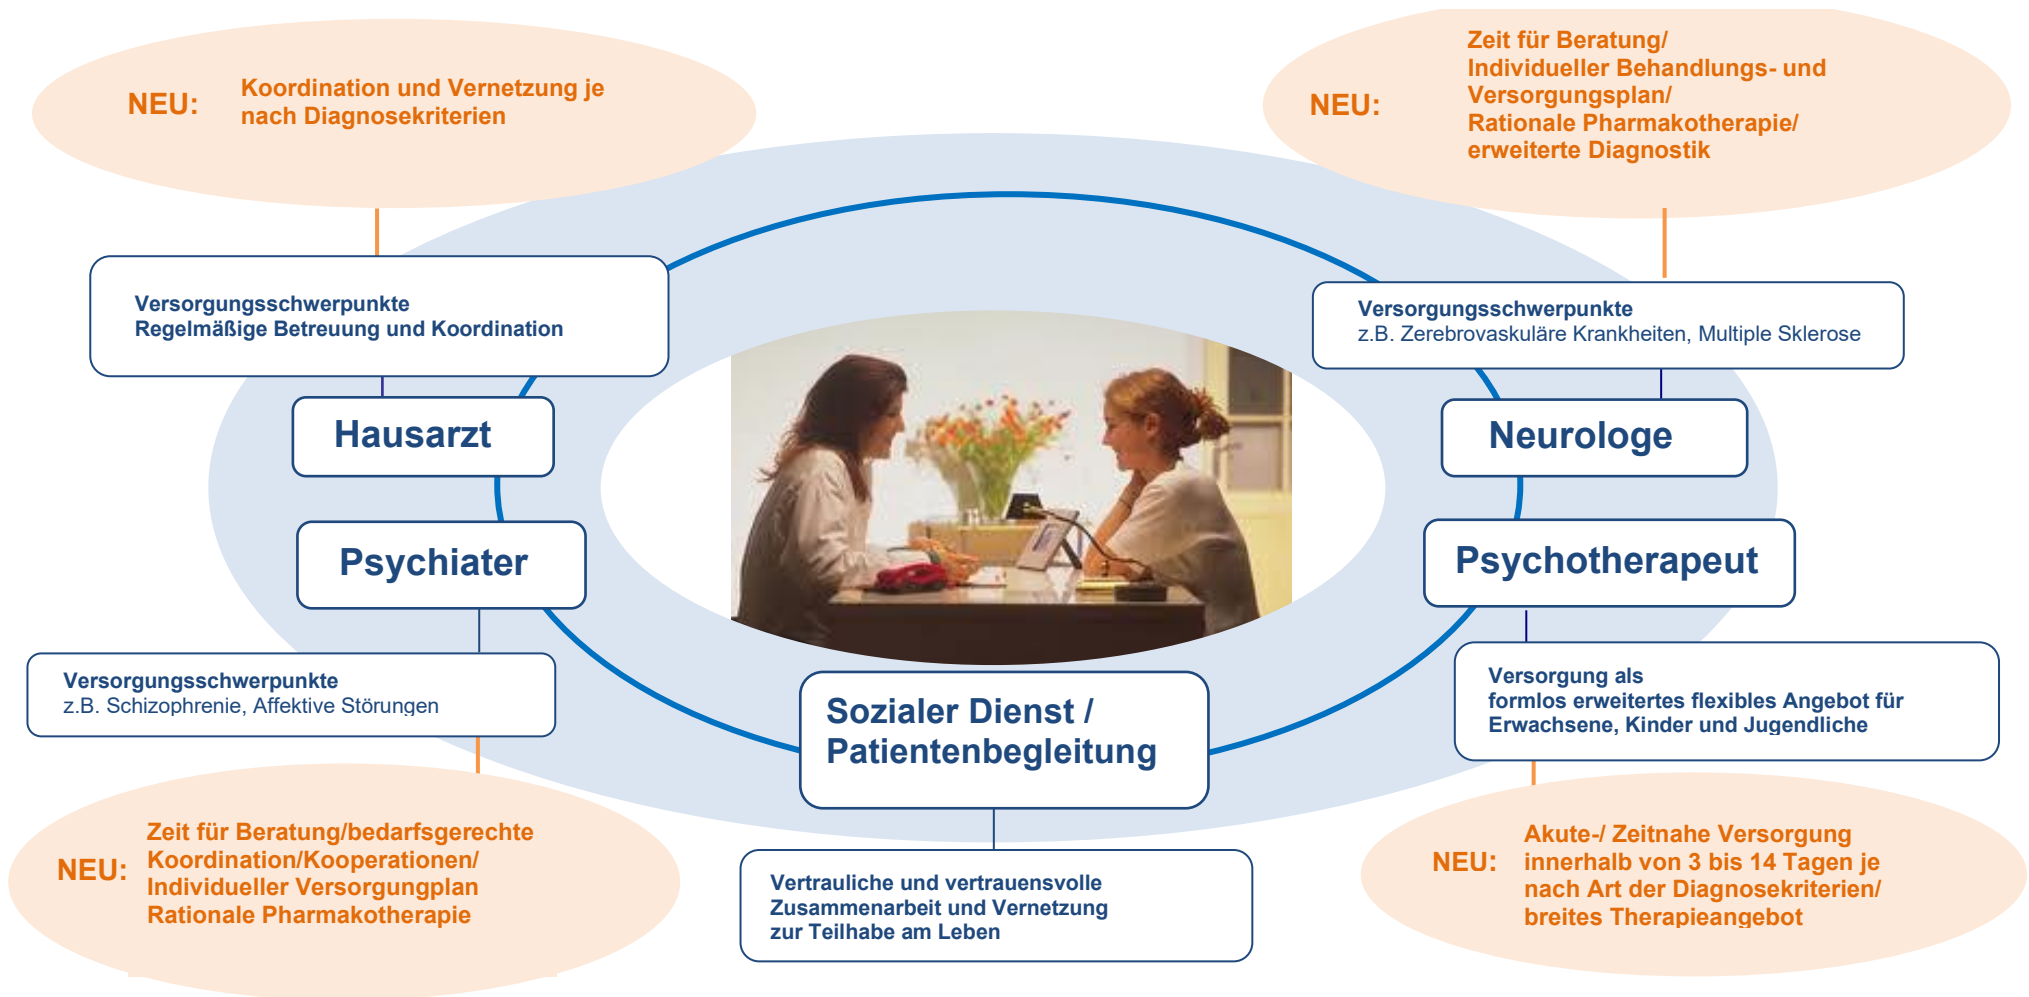 NEU:
Koordination und Vernetzung je
nach Diagnosekriterien
NEU:
Zeit für Beratung/
Individueller Behandlungs- und
Versorgungsplan/
Rationale Pharmakotherapie/
erweiterte Diagnostik
Versorgungsschwerpunkte
Regelmäßige Betreuung und Koordination
Versorgungsschwerpunkte
z.B. Zerebrovaskuläre Krankheiten, Multiple Sklerose
Hausarzt
Neurologe
Psychiater
Psychotherapeut
Versorgungsschwerpunkte
z.B. Schizophrenie, Affektive Störungen
Sozialer Dienst /
Patientenbegleitung
Versorgung als
formlos erweitertes flexibles Angebot für
Erwachsene, Kinder und Jugendliche
NEU:
Zeit für Beratung/bedarfsgerechte
Koordination/Kooperationen/
Individueller Versorgungplan
Rationale Pharmakotherapie
Vertrauliche und vertrauensvolle
Zusammenarbeit und Vernetzung
zur Teilhabe am Leben
NEU:
Akute-/ Zeitnahe Versorgung
innerhalb von 3 bis 14 Tagen je
nach Art der Diagnosekriterien/
breites Therapieangebot